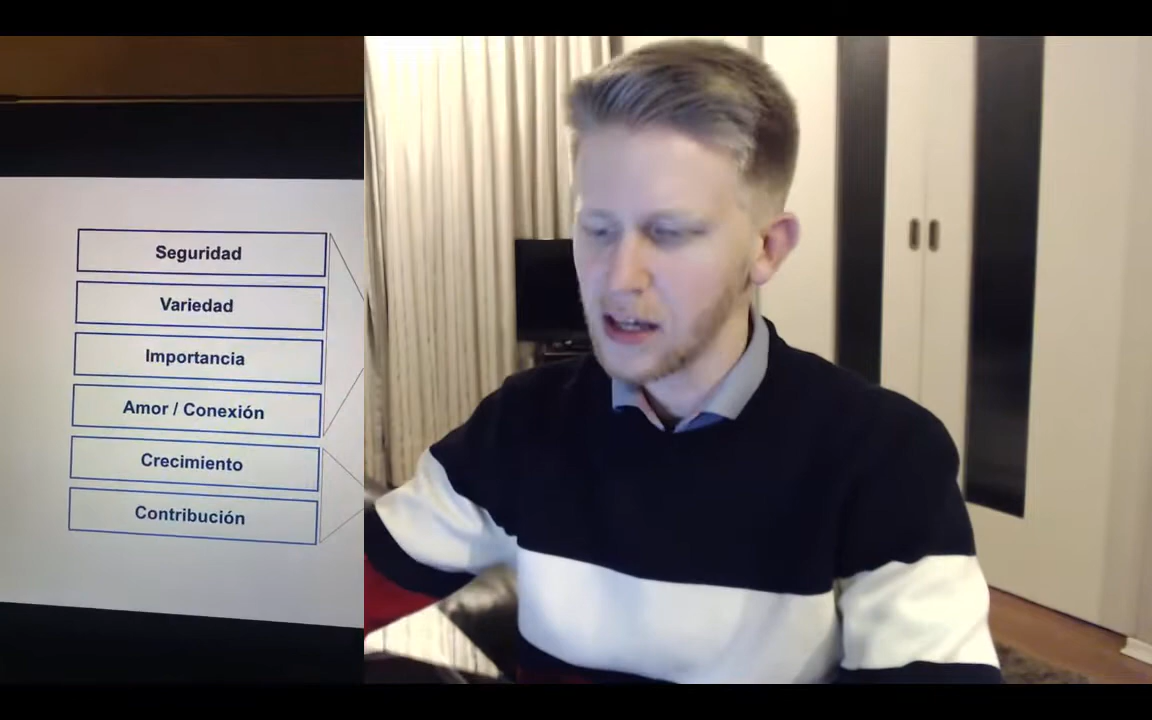 Seguridad
Variedad
Importancia
Amor / Conexión
Crecimiento
Contribución